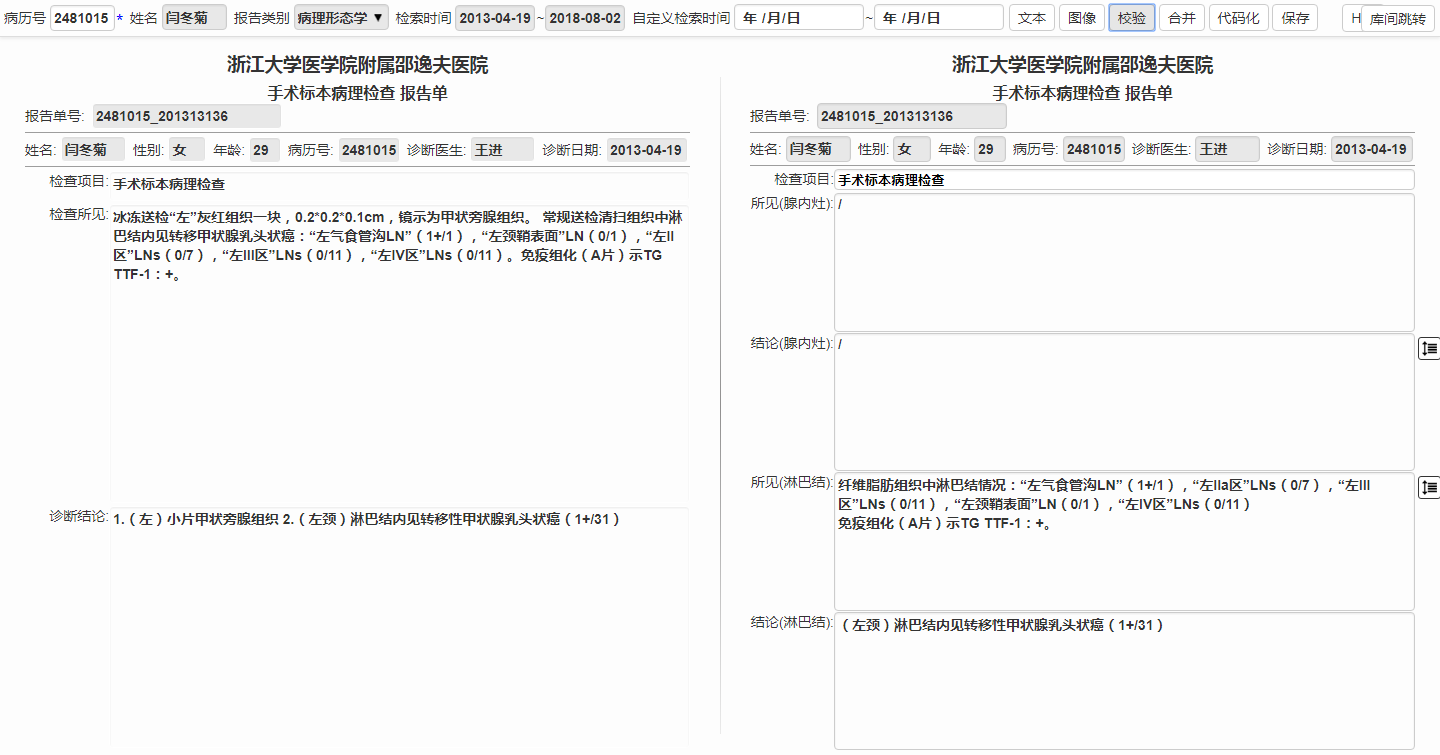 病历号 2481015 * 姓名 闫冬菊 报告类别 病理形态学 ▼ 检索时间 2013-04-19 ~ 2018-08-02 自定义检索时间 年 /月/日 ~ 年 /月/日 文本 图像 校验 合并 代码化 保存 H 库间跳转
浙江大学医学院附属邵逸夫医院
手术标本病理检查 报告单
报告单号: 2481015_201313136
姓名: 闫冬菊 性别: 女 年龄: 29 病历号: 2481015 诊断医生: 王进 诊断日期: 2013-04-19
检查项目: 手术标本病理检查
检查所见: 冰冻送检“左”灰红组织一块，0.2*0.2*0.1cm，镜示为甲状旁腺组织。 常规送检清扫组织中淋
巴结内见转移甲状腺乳头状癌：“左气食管沟LN”（1+/1），“左颈鞘表面”LN（0/1），“左II
区”LNs（0/7），“左III区”LNs（0/11），“左IV区”LNs（0/11）。免疫组化（A片）示TG
TTF-1：+。
诊断结论: 1.（左）小片甲状旁腺组织 2.（左颈）淋巴结内见转移性甲状腺乳头状癌（1+/31）
浙江大学医学院附属邵逸夫医院
手术标本病理检查 报告单
报告单号: 2481015_201313136
姓名: 闫冬菊 性别: 女 年龄: 29 病历号: 2481015 诊断医生: 王进 诊断日期: 2013-04-19
检查项目: 手术标本病理检查
所见(腺内灶): /
结论(腺内灶): /
所见(淋巴结): 纤维脂肪组织中淋巴结情况：“左气食管沟LN”（1+/1），“左IIa区”LNs（0/7），“左III
区”LNs（0/11），“左颈鞘表面”LN（0/1），“左IV区”LNs（0/11）
免疫组化（A片）示TG TTF-1：+。
结论(淋巴结): （左颈）淋巴结内见转移性甲状腺乳头状癌（1+/31）